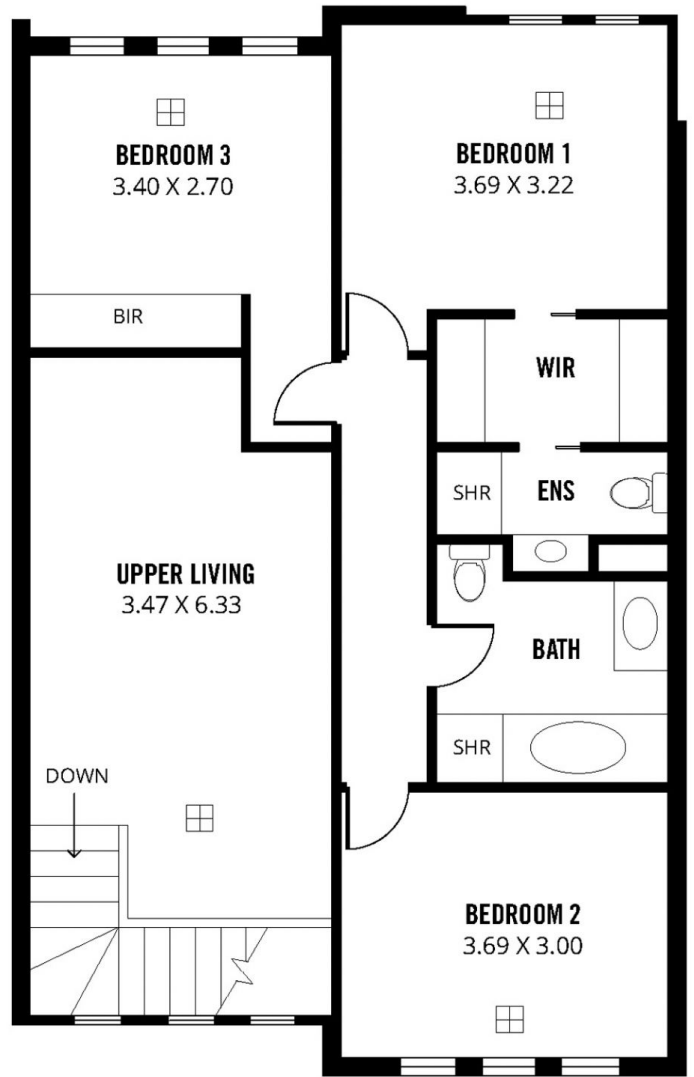 BEDROOM 3
3.40 X 2.70
BEDROOM 1
3.69 X 3.22
BIR
WIR
SHR
ENS
UPPER LIVING
3.47 X 6.33
BATH
SHR
DOWN
BEDROOM 2
3.69 X 3.00